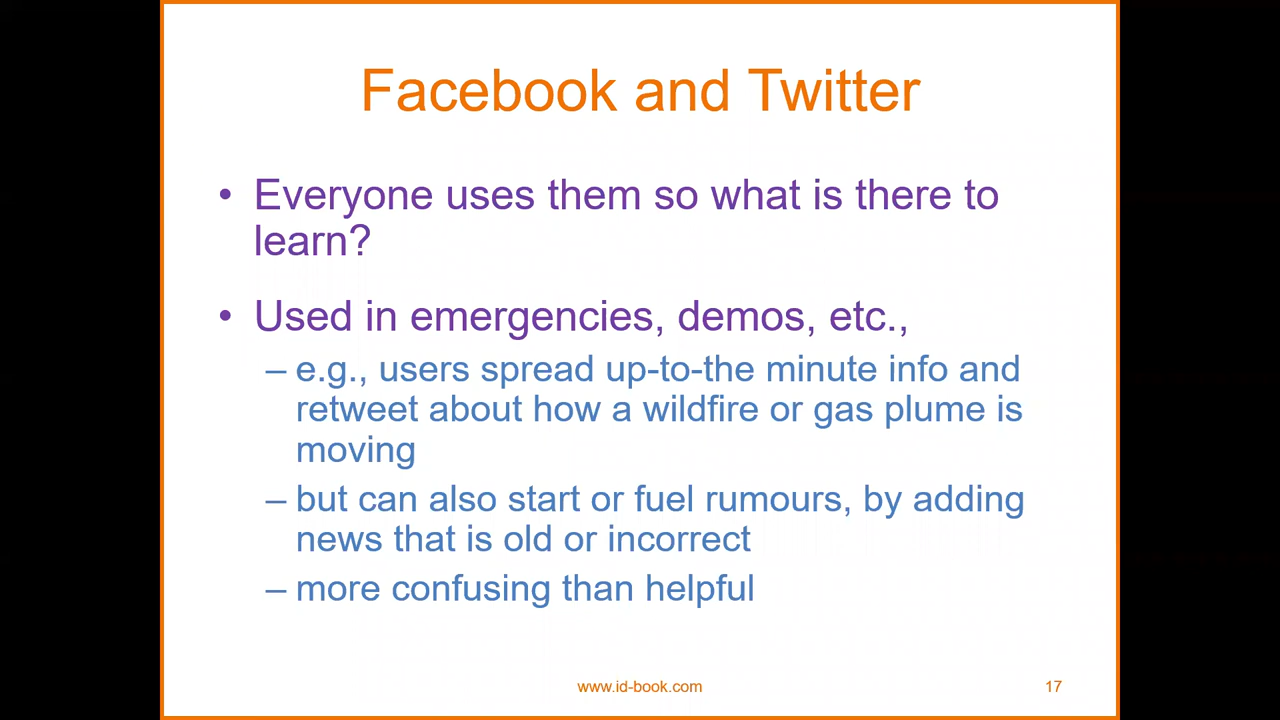 Facebook and Twitter
• Everyone uses them so what is there to
learn?
• Used in emergencies, demos, etc.,
– e.g., users spread up-to-the minute info and
retweet about how a wildfire or gas plume is
moving
– but can also start or fuel rumours, by adding
news that is old or incorrect
– more confusing than helpful
www.id-book.com
17